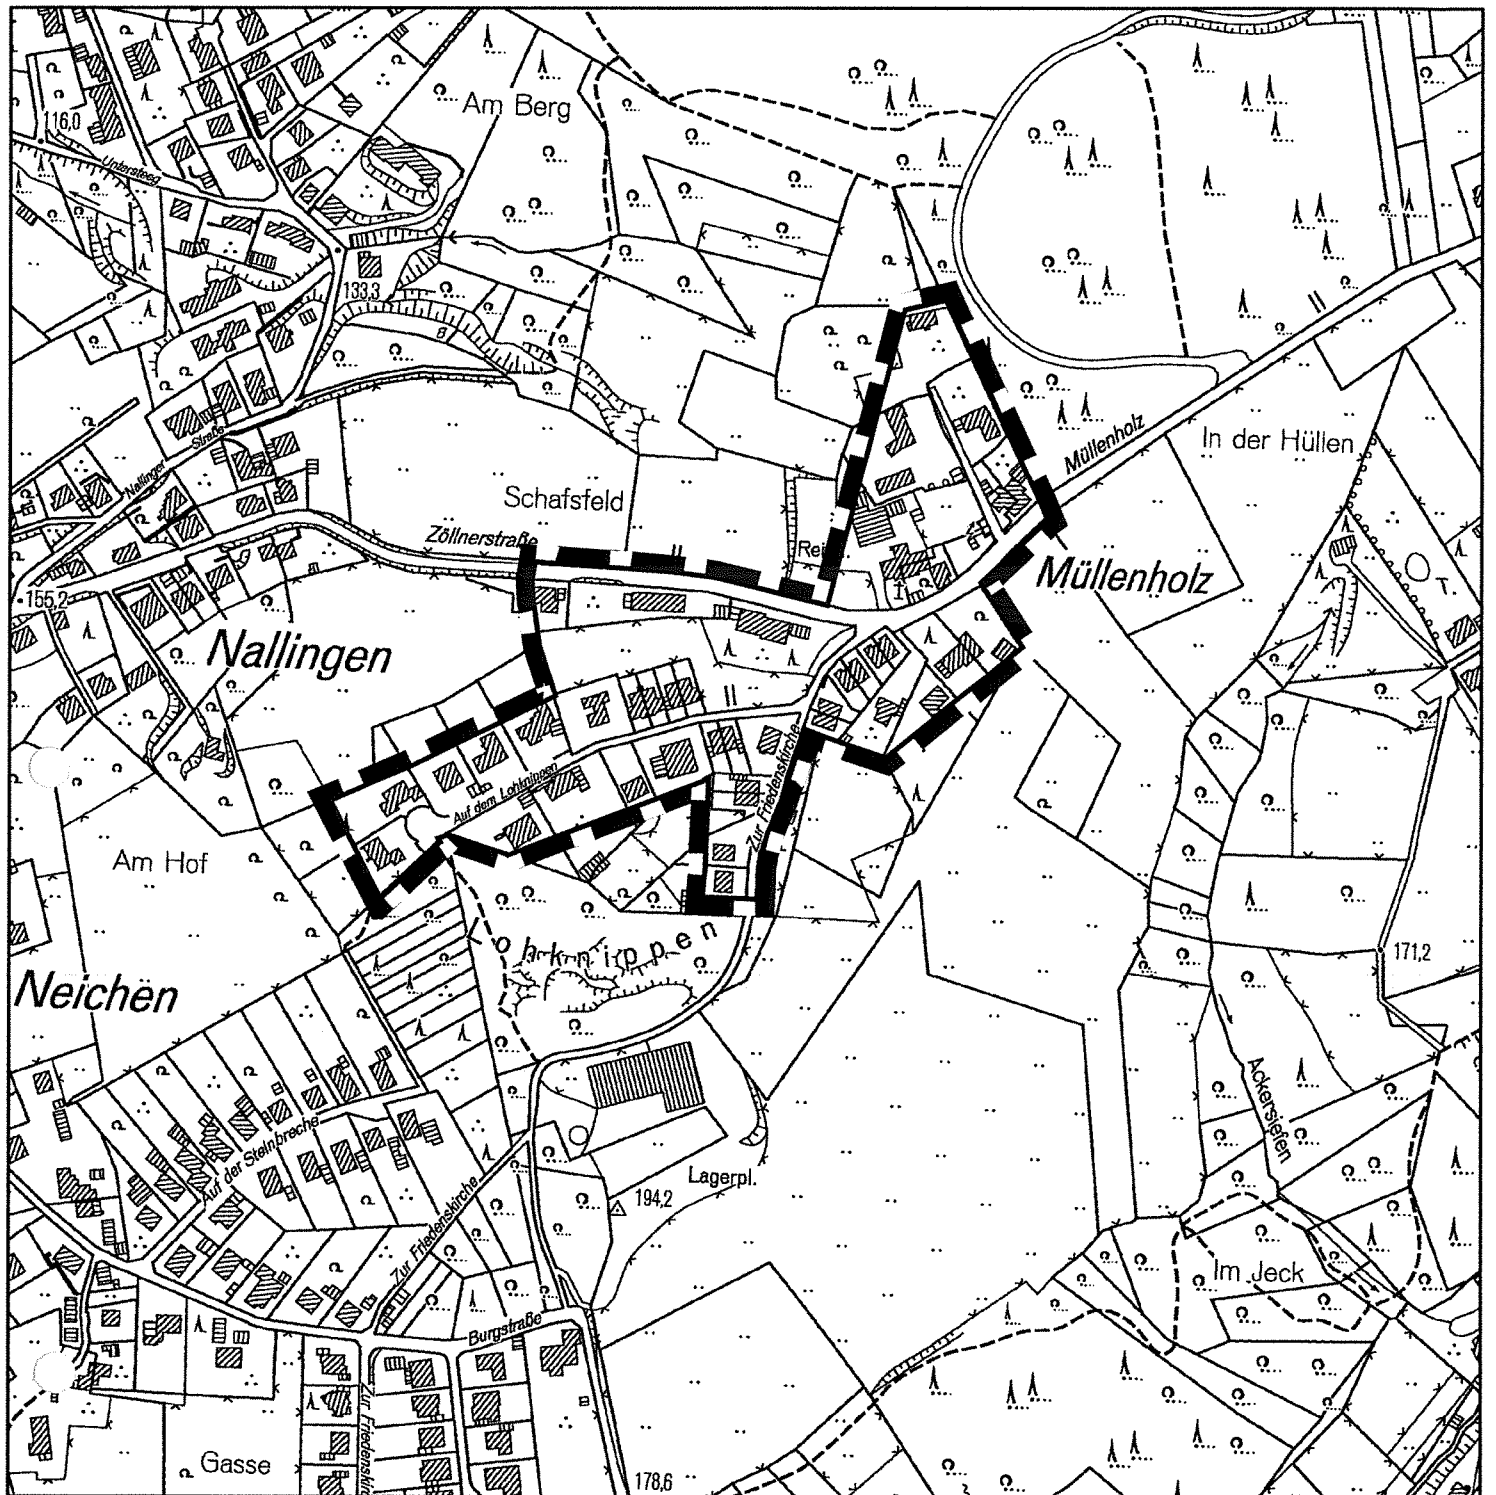 Am Berg
116,0
Untersteeg
133,3
In der Hüllen
Müllenholz
Nallinger Straße
Schafsfeld
Zöllnerstraße
Müllenholz
155,2
Nallingen
Auf dem Lohknippen
Zur Friedenskirche
Am Hof
Lohknippen
171,2
Neichen
Ackersiefen
Auf der Steinbreche
Lagerpl.
194,2
Zur Friedenskirche
Im Jeck
Burgstraße
Gasse
178,6